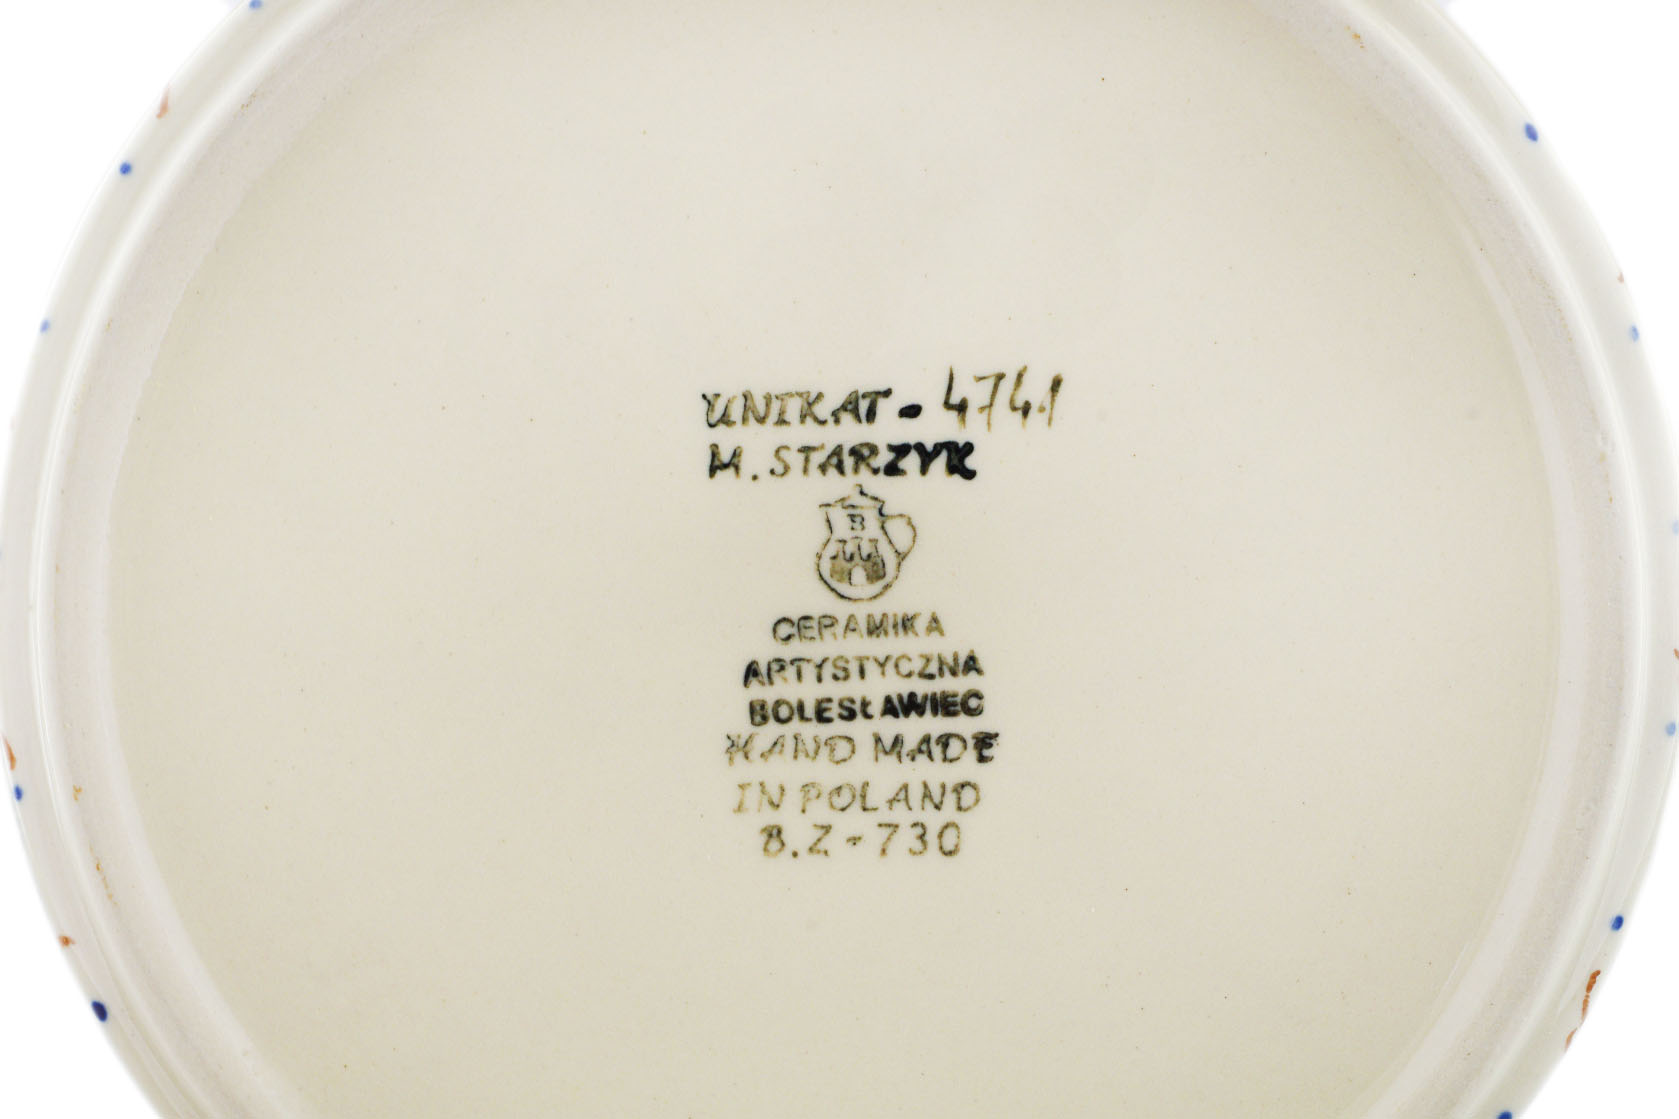 UNIKAT - 4741
M. STARZYK
B
CERAMIKA
ARTYSTYCZNA
BOLESŁAWIEC
HAND MADE
IN POLAND
B.Z - 730